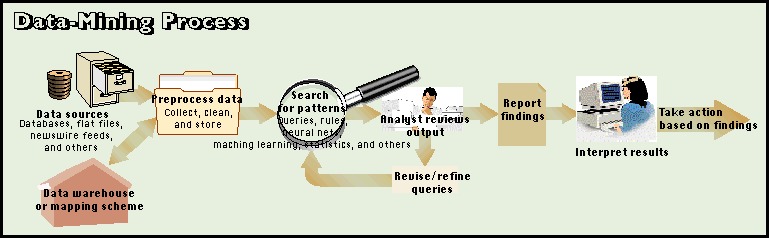 Data-Mining Process
Data sources
Databases, flat files,
newswire feeds,
and others
Data warehouse
or mapping scheme
Preprocess data
Collect, clean,
and store
Search
for patterns
Queries, rules,
neural nets,
maching learning, statistics, and others
Analyst reviews
output
Revise/refine
queries
Report
findings
Interpret results
Take action
based on findings